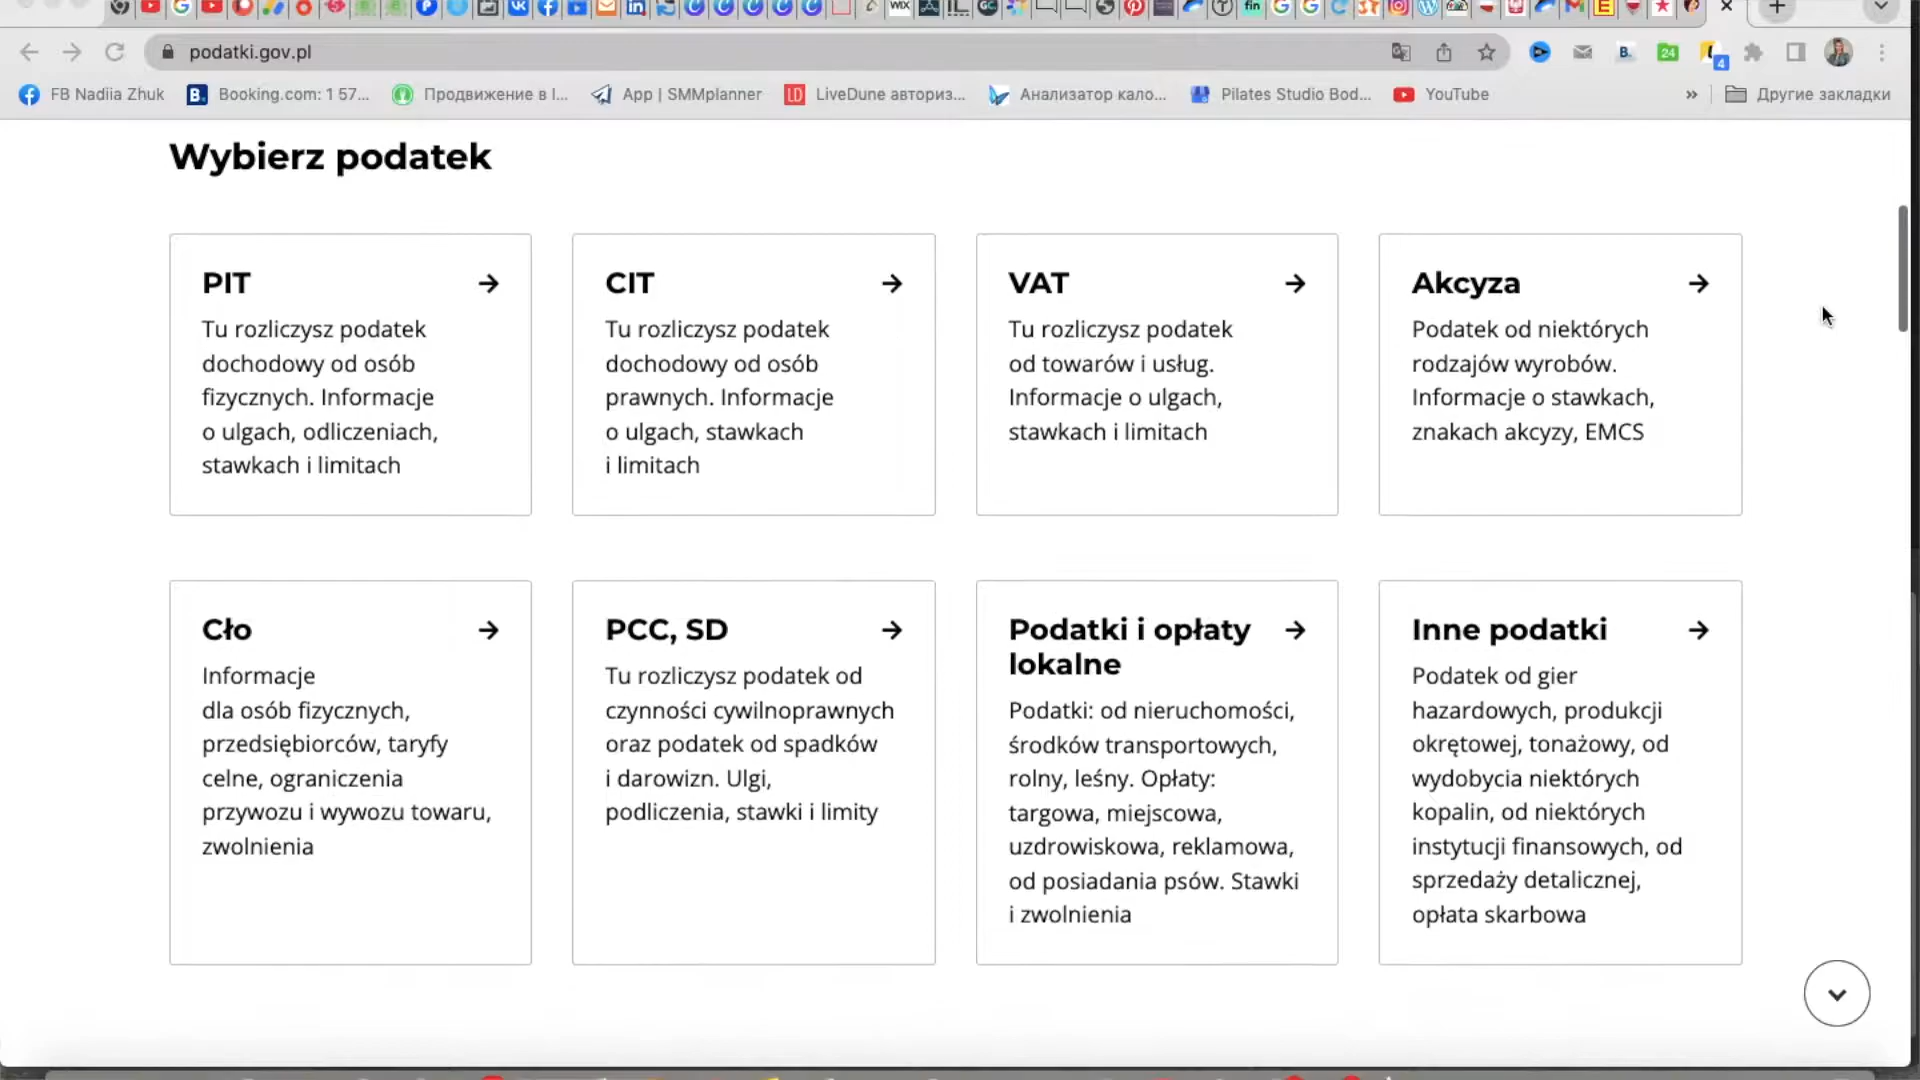 podatki.gov.pl
FB Nadiia Zhuk
Booking.com: 1 57...
Продвижение в I...
App | SMMplanner
LiveDune авториз...
Анализатор кало...
Pilates Studio Bod...
YouTube
»
Другие закладки
Wybierz podatek
PIT
Tu rozliczysz podatek
dochodowy od osób
fizycznych. Informacje
o ulgach, odliczeniach,
stawkach i limitach
CIT
Tu rozliczysz podatek
dochodowy od osób
prawnych. Informacje
o ulgach, stawkach
i limitach
VAT
Tu rozliczysz podatek
od towarów i usług.
Informacje o ulgach,
stawkach i limitach
Akcyza
Podatek od niektórych
rodzajów wyrobów.
Informacje o stawkach,
znakach akcyzy, EMCS
Cło
Informacje
dla osób fizycznych,
przedsiębiorców, taryfy
celne, ograniczenia
przywozu i wywozu towaru,
zwolnienia
PCC, SD
Tu rozliczysz podatek od
czynności cywilnoprawnych
oraz podatek od spadków
i darowizn. Ulgi,
podliczenia, stawki i limity
Podatki i opłaty
lokalne
Podatki: od nieruchomości,
środków transportowych,
rolny, leśny. Opłaty:
targowa, miejscowa,
uzdrowiskowa, reklamowa,
od posiadania psów. Stawki
i zwolnienia
Inne podatki
Podatek od gier
hazardowych, produkcji
okrętowej, tonażowy, od
wydobycia niektórych
kopalin, od niektórych
instytucji finansowych, od
sprzedaży detalicznej,
opłata skarbowa